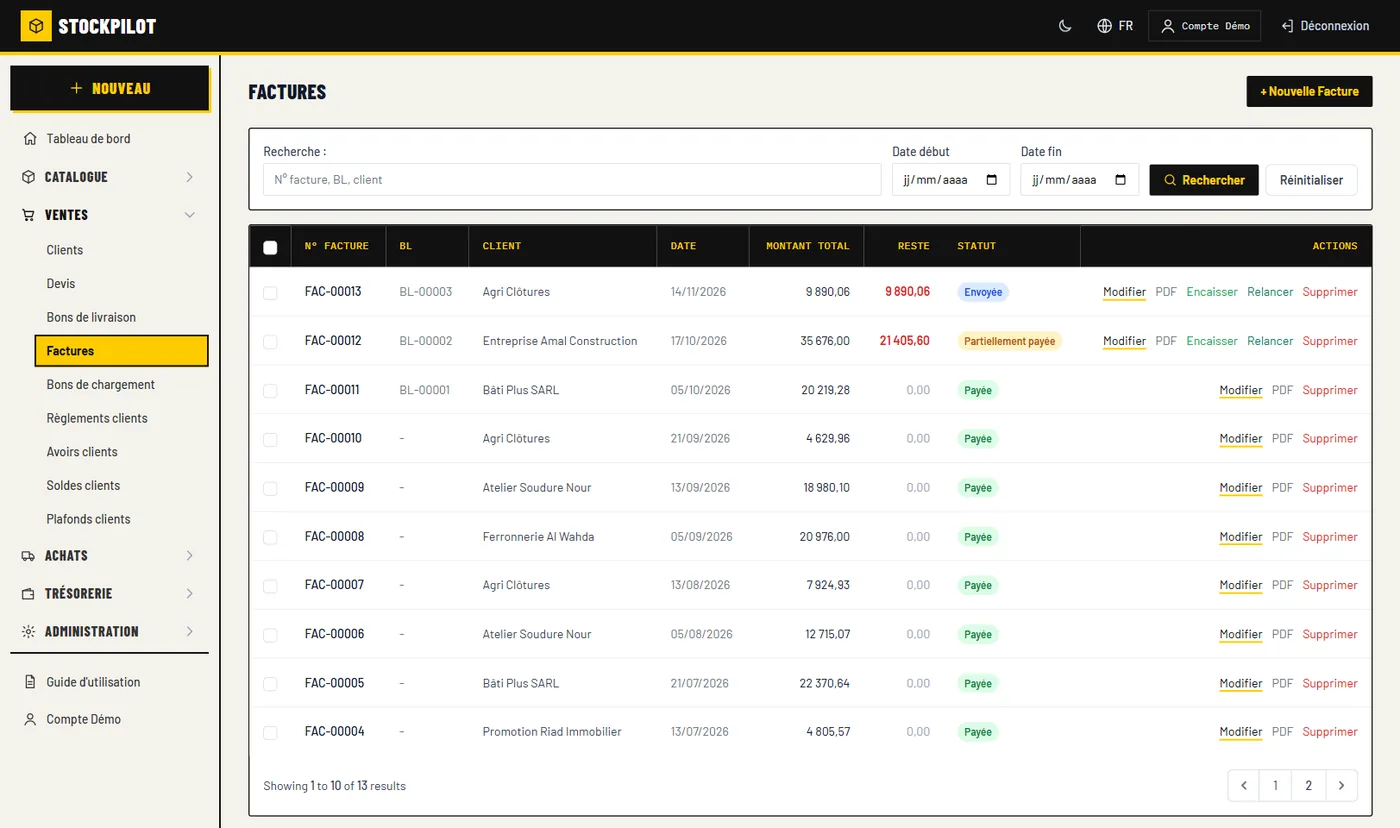 STOCKPILOT
FR
Compte Démo
Déconnexion
+ NOUVEAU
Tableau de bord
CATALOGUE
VENTES
Clients
Devis
Bons de livraison
Factures
Bons de chargement
Règlements clients
Avoirs clients
Soldes clients
Plafonds clients
ACHATS
TRÉSORERIE
ADMINISTRATION
Guide d'utilisation
Compte Démo
FACTURES
+ Nouvelle Facture
Recherche : Date début Date fin
N° facture, BL, client jj/mm/aaaa jj/mm/aaaa Rechercher Réinitialiser
N° FACTURE BL CLIENT DATE MONTANT TOTAL RESTE STATUT ACTIONS
FAC-00013 BL-00003 Agri Clôtures 14/11/2026 9 890,06 9 890,06 Envoyée Modifier PDF Encaisser Relancer Supprimer
FAC-00012 BL-00002 Entreprise Amal Construction 17/10/2026 35 676,00 21 405,60 Partiellement payée Modifier PDF Encaisser Relancer Supprimer
FAC-00011 BL-00001 Bâti Plus SARL 05/10/2026 20 219,28 0,00 Payée Modifier PDF Supprimer
FAC-00010 - Agri Clôtures 21/09/2026 4 629,96 0,00 Payée Modifier PDF Supprimer
FAC-00009 - Atelier Soudure Nour 13/09/2026 18 980,10 0,00 Payée Modifier PDF Supprimer
FAC-00008 - Ferronnerie Al Wahda 05/09/2026 20 976,00 0,00 Payée Modifier PDF Supprimer
FAC-00007 - Agri Clôtures 13/08/2026 7 924,93 0,00 Payée Modifier PDF Supprimer
FAC-00006 - Atelier Soudure Nour 05/08/2026 12 715,07 0,00 Payée Modifier PDF Supprimer
FAC-00005 - Bâti Plus SARL 21/07/2026 22 370,64 0,00 Payée Modifier PDF Supprimer
FAC-00004 - Promotion Riad Immobilier 13/07/2026 4 805,57 0,00 Payée Modifier PDF Supprimer
Showing 1 to 10 of 13 results 1 2